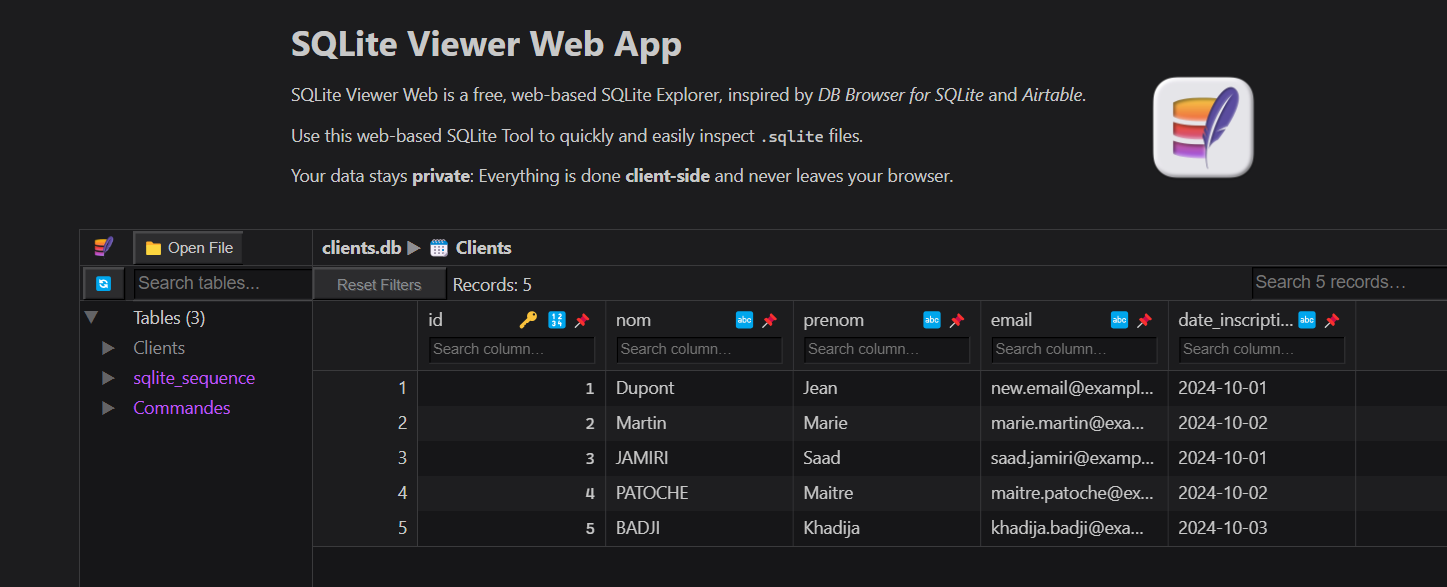 SQLite Viewer Web App
SQLite Viewer Web is a free, web-based SQLite Explorer, inspired by DB Browser for SQLite and Airtable.
Use this web-based SQLite Tool to quickly and easily inspect .sqlite files.
Your data stays private: Everything is done client-side and never leaves your browser.
Open File clients.db ▶ Clients
Search tables... Reset Filters Records: 5 Search 5 records…
Tables (3)
Clients
sqlite_sequence
Commandes
id 1234 nom abc prenom abc email abc date_inscripti... abc
Search column... Search column... Search column... Search column... Search column...
1 1 Dupont Jean new.email@exampl... 2024-10-01
2 2 Martin Marie marie.martin@exa... 2024-10-02
3 3 JAMIRI Saad saad.jamiri@examp... 2024-10-01
4 4 PATOCHE Maitre maitre.patoche@ex... 2024-10-02
5 5 BADJI Khadija khadija.badji@exa... 2024-10-03